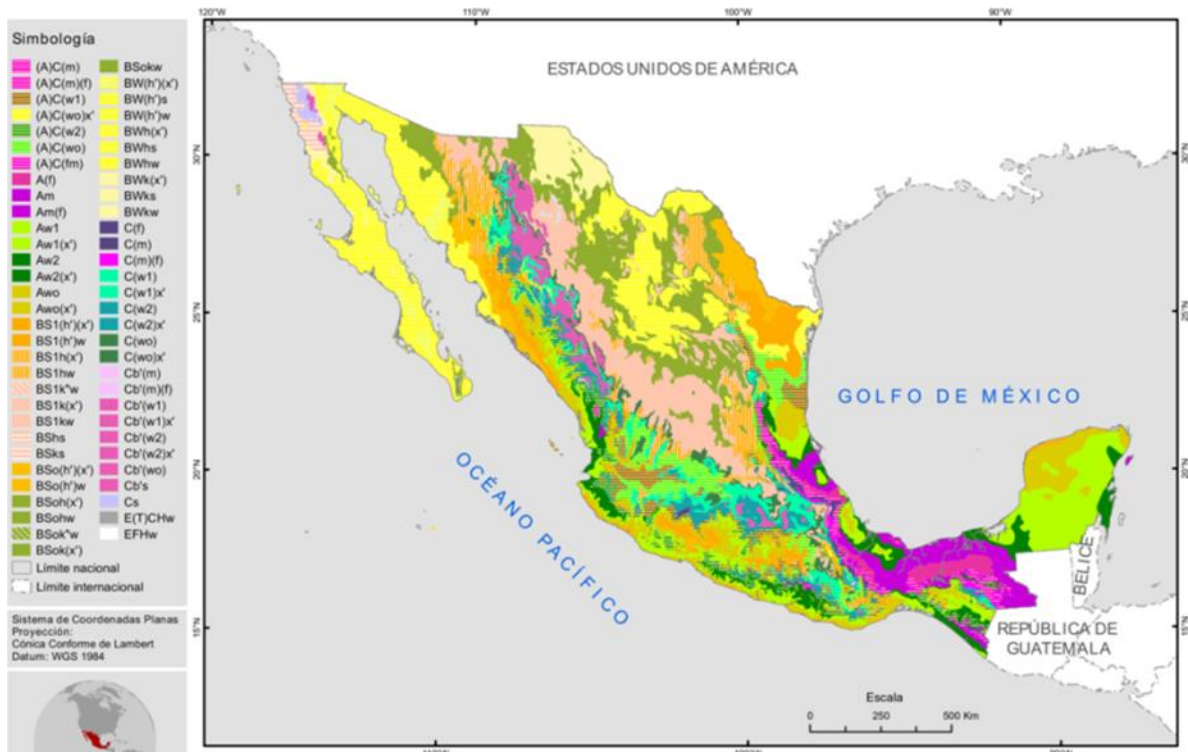 120°W
110°W
100°W
90°W
Simbología
(A)C(m)
(A)C(m)(f)
(A)C(w1)
(A)C(wo)x'
(A)C(w2)
(A)C(wo)
(A)C(fm)
A(f)
Am
Am(f)
Aw1
Aw1(x')
Aw2
Aw2(x')
Awo
Awo(x')
BS1(h')(x')
BS1(h')w
BS1h(x')
BS1hw
BS1k"w
BS1k(x')
BS1kw
BShs
BSks
BSo(h')(x')
BSo(h')w
BSoh(x')
BSohw
BSok"w
BSok(x')
BSokw
BW(h')(x')
BW(h')s
BW(h')w
BWh(x')
BWhs
BWhw
BWk(x')
BWks
BWkw
C(f)
C(m)
C(m)(f)
C(w1)
C(w1)x'
C(w2)
C(w2)x'
C(wo)
C(wo)x'
Cb'(m)
Cb'(m)(f)
Cb'(w1)
Cb'(w1)x'
Cb'(w2)
Cb'(w2)x'
Cb'(wo)
Cb's
Cs
E(T)CHw
EFHw
Límite nacional
Límite internacional
Sistema de Coordenadas Planas
Proyección:
Cónica Conforme de Lambert
Datum: WGS 1984
ESTADOS UNIDOS DE AMÉRICA
30°N
30°N
25°N
25°N
GOLFO DE MÉXICO
20°N
20°N
OCÉANO PACÍFICO
BELICE
15°N
15°N
REPÚBLICA DE
GUATEMALA
Escala
0 250 500 Km